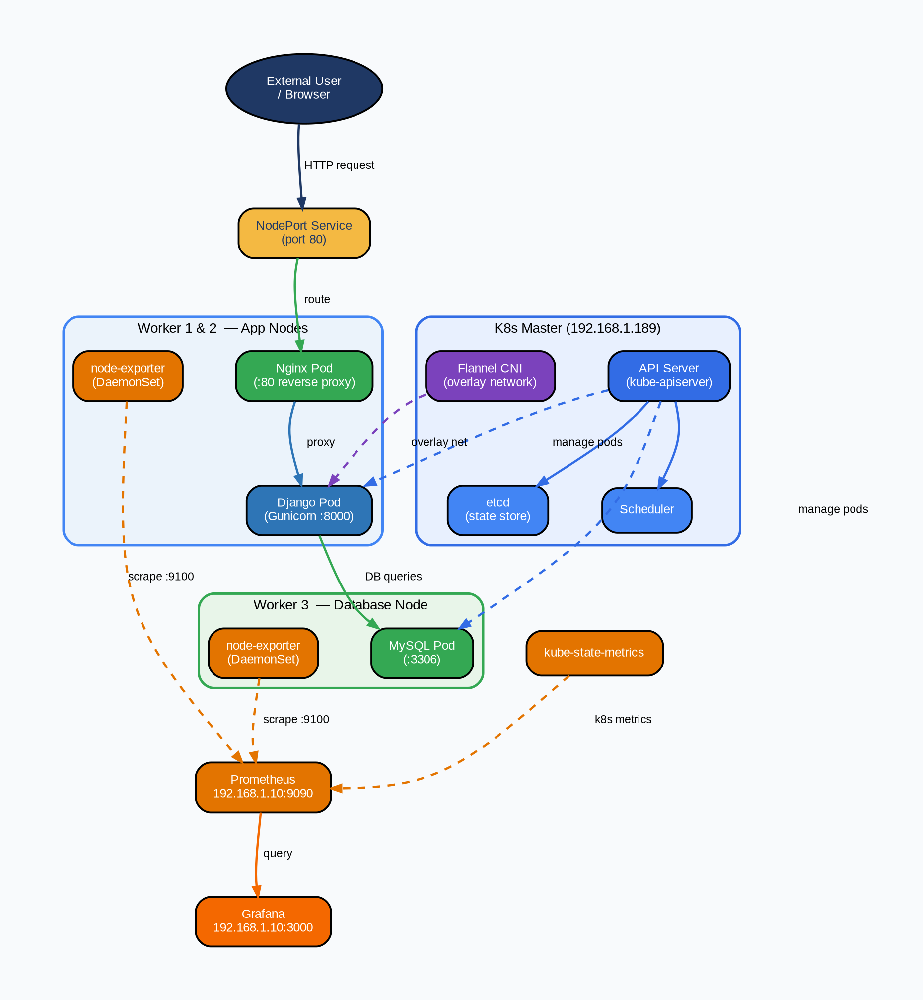 External User
/ Browser
HTTP request
NodePort Service
(port 80)
route
Worker 1 & 2 — App Nodes
K8s Master (192.168.1.189)
node-exporter
(DaemonSet)
Nginx Pod
(:80 reverse proxy)
Flannel CNI
(overlay network)
API Server
(kube-apiserver)
proxy
overlay net
manage pods
Django Pod
(Gunicorn :8000)
etcd
(state store)
Scheduler
manage pods
scrape :9100
DB queries
Worker 3 — Database Node
node-exporter
(DaemonSet)
MySQL Pod
(:3306)
kube-state-metrics
scrape :9100
k8s metrics
Prometheus
192.168.1.10:9090
query
Grafana
192.168.1.10:3000